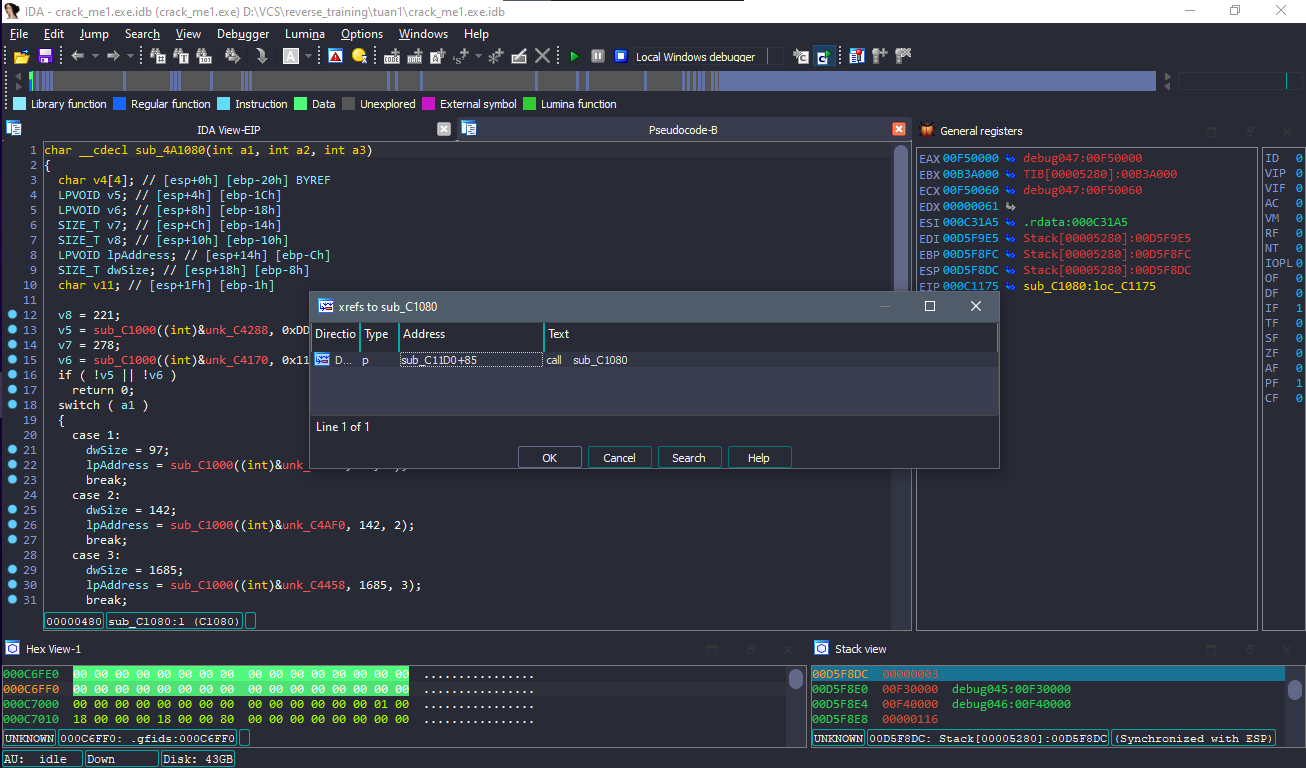 IDA - crack_me1.exe.idb (crack_me1.exe) D:\VCS\reverse_training\tuan1\crack_me1.exe.idb
File Edit Jump Search View Debugger Lumina Options Windows Help
Local Windows debugger
Library function Regular function Instruction Data Unexplored External symbol Lumina function
IDA View-EIP Pseudocode-B General registers
1 char __cdecl sub_4A1080(int a1, int a2, int a3)
2 {
3 char v4[4]; // [esp+0h] [ebp-20h] BYREF
4 LPVOID v5; // [esp+4h] [ebp-1Ch]
5 LPVOID v6; // [esp+8h] [ebp-18h]
6 SIZE_T v7; // [esp+Ch] [ebp-14h]
7 SIZE_T v8; // [esp+10h] [ebp-10h]
8 LPVOID lpAddress; // [esp+14h] [ebp-Ch]
9 SIZE_T dwSize; // [esp+18h] [ebp-8h]
10 char v11; // [esp+1Fh] [ebp-1h]
11
12 v8 = 221;
13 v5 = sub_C1000((int)&unk_C4288, 0xDD
14 v7 = 278;
15 v6 = sub_C1000((int)&unk_C4170, 0x11
16 if ( !v5 || !v6 )
17 return 0;
18 switch ( a1 )
19 {
20 case 1:
21 dwSize = 97;
22 lpAddress = sub_C1000((int)&unk_
23 break;
24 case 2:
25 dwSize = 142;
26 lpAddress = sub_C1000((int)&unk_C4AF0, 142, 2);
27 break;
28 case 3:
29 dwSize = 1685;
30 lpAddress = sub_C1000((int)&unk_C4458, 1685, 3);
31 break;
00000480 sub_C1080:1 (C1080)
xrefs to sub_C1080
Directio Type Address Text
D... p sub_C11D0+85 call sub_C1080
Line 1 of 1
OK Cancel Search Help
EAX 00F50000 debug047:00F50000
EBX 00B3A000 TIB[00005280]:00B3A000
ECX 00F50060 debug047:00F50060
EDX 00000061
ESI 000C31A5 .rdata:000C31A5
EDI 00D5F9E5 Stack[00005280]:00D5F9E5
EBP 00D5F8FC Stack[00005280]:00D5F8FC
ESP 00D5F8DC Stack[00005280]:00D5F8DC
EIP 000C1175 sub_C1080:loc_C1175
ID 0
VIP 0
VIF 0
AC 0
VM 0
RF 0
NT 0
IOPL 0
OF 0
DF 0
IF 1
TF 0
SF 0
ZF 0
AF 0
PF 1
CF 0
Hex View-1
000C6FE0 00 00 00 00 00 00 00 00 00 00 00 00 00 00 00 00 ................
000C6FF0 00 00 00 00 00 00 00 00 00 00 00 00 00 00 00 00 ................
000C7000 00 00 00 00 00 00 00 00 00 00 00 00 00 00 01 00 ................
000C7010 18 00 00 00 18 00 00 80 00 00 00 00 00 00 00 00 ................
UNKNOWN 000C6FF0: .gfids:000C6FF0
Stack view
00D5F8DC 00000003
00D5F8E0 00F30000 debug045:00F30000
00D5F8E4 00F40000 debug046:00F40000
00D5F8E8 00000116
UNKNOWN 00D5F8DC: Stack[00005280]:00D5F8DC (Synchronized with ESP)
AU: idle Down Disk: 43GB